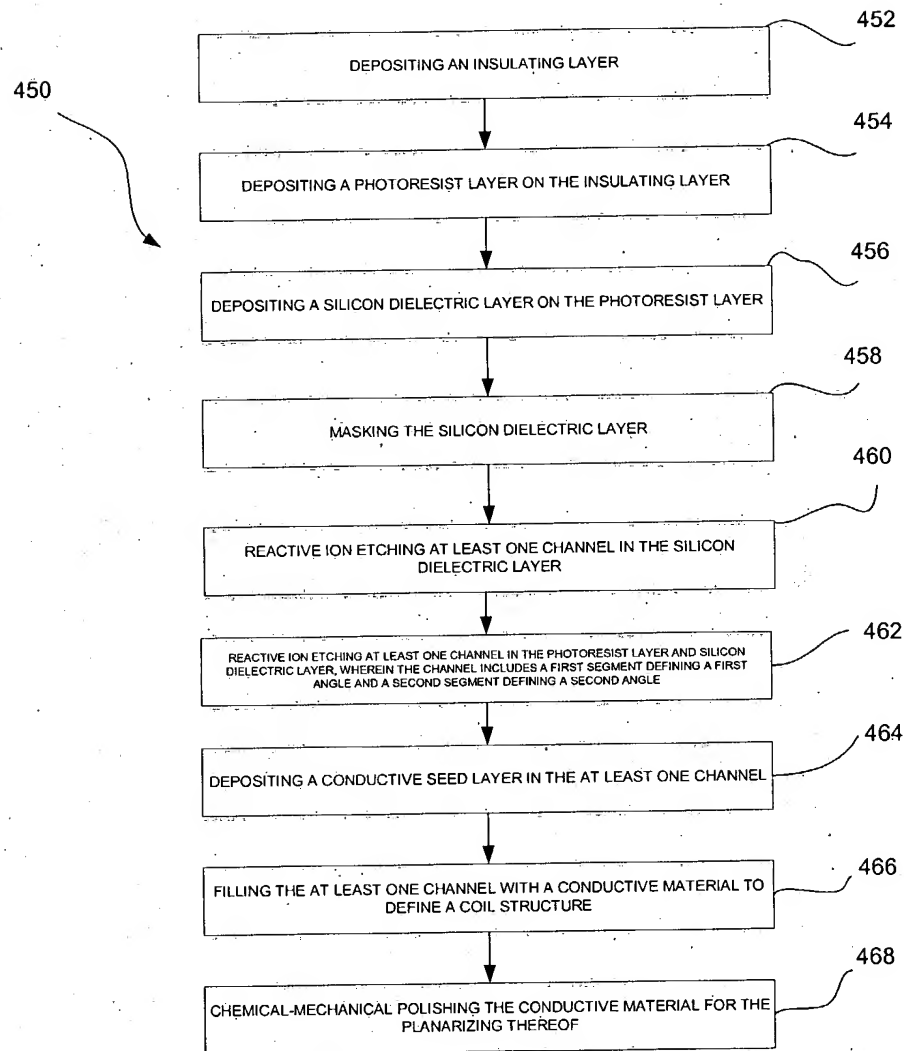 450
452
DEPOSITING AN INSULATING LAYER
454
DEPOSITING A PHOTORESIST LAYER ON THE INSULATING LAYER
456
DEPOSITING A SILICON DIELECTRIC LAYER ON THE PHOTORESIST LAYER
458
MASKING THE SILICON DIELECTRIC LAYER
460
REACTIVE ION ETCHING AT LEAST ONE CHANNEL IN THE SILICON
DIELECTRIC LAYER
462
REACTIVE ION ETCHING AT LEAST ONE CHANNEL IN THE PHOTORESIST LAYER AND SILICON
DIELECTRIC LAYER, WHEREIN THE CHANNEL INCLUDES A FIRST SEGMENT DEFINING A FIRST
ANGLE AND A SECOND SEGMENT DEFINING A SECOND ANGLE
464
DEPOSITING A CONDUCTIVE SEED LAYER IN THE AT LEAST ONE CHANNEL
466
FILLING THE AT LEAST ONE CHANNEL WITH A CONDUCTIVE MATERIAL TO
DEFINE A COIL STRUCTURE
468
CHEMICAL-MECHANICAL POLISHING THE CONDUCTIVE MATERIAL FOR THE
PLANARIZING THEREOF